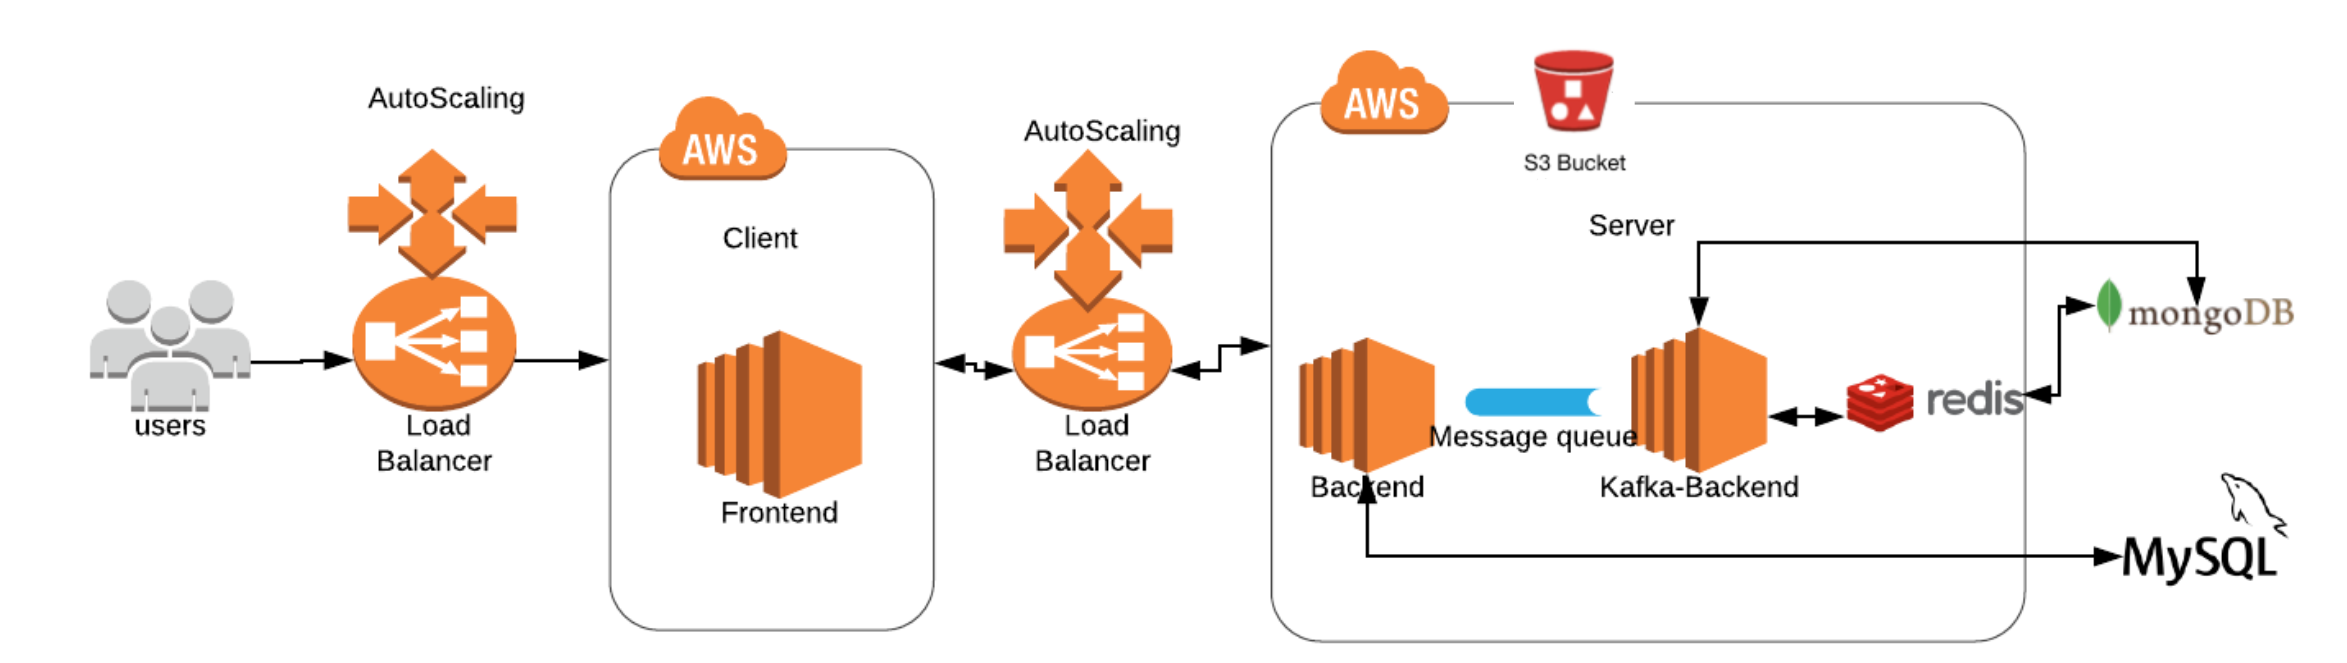 AutoScaling
Load
Balancer
users
AWS
Client
Frontend
AutoScaling
Load
Balancer
AWS
S3 Bucket
Server
Backend
Message queue
Kafka-Backend
redis
mongoDB
MySQL